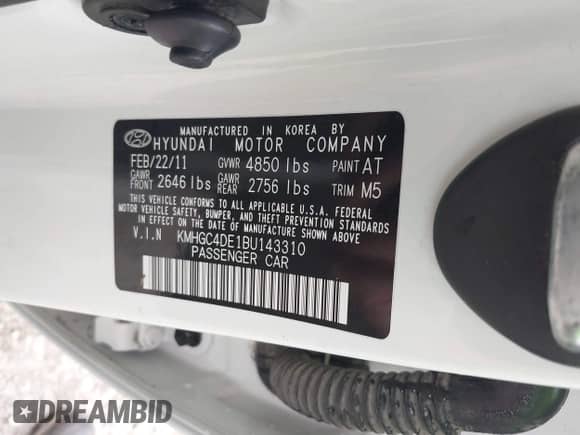 MANUFACTURED IN KOREA BY
HYUNDAI MOTOR COMPANY
FEB/22/11 GVWR 4850 lbs PAINT AT
GAWR FRONT 2646 lbs GAWR REAR 2756 lbs TRIM M5
THIS VEHICLE CONFORMS TO ALL APPLICABLE U.S.A. FEDERAL
MOTOR VEHICLE SAFETY, BUMPER, AND THEFT PREVENTION STANDARDS
IN EFFECT ON THE DATE OF MANUFACTURE SHOWN ABOVE.
V.I.N KMHGC4DE1BU143310
PASSENGER CAR
DREAMBID